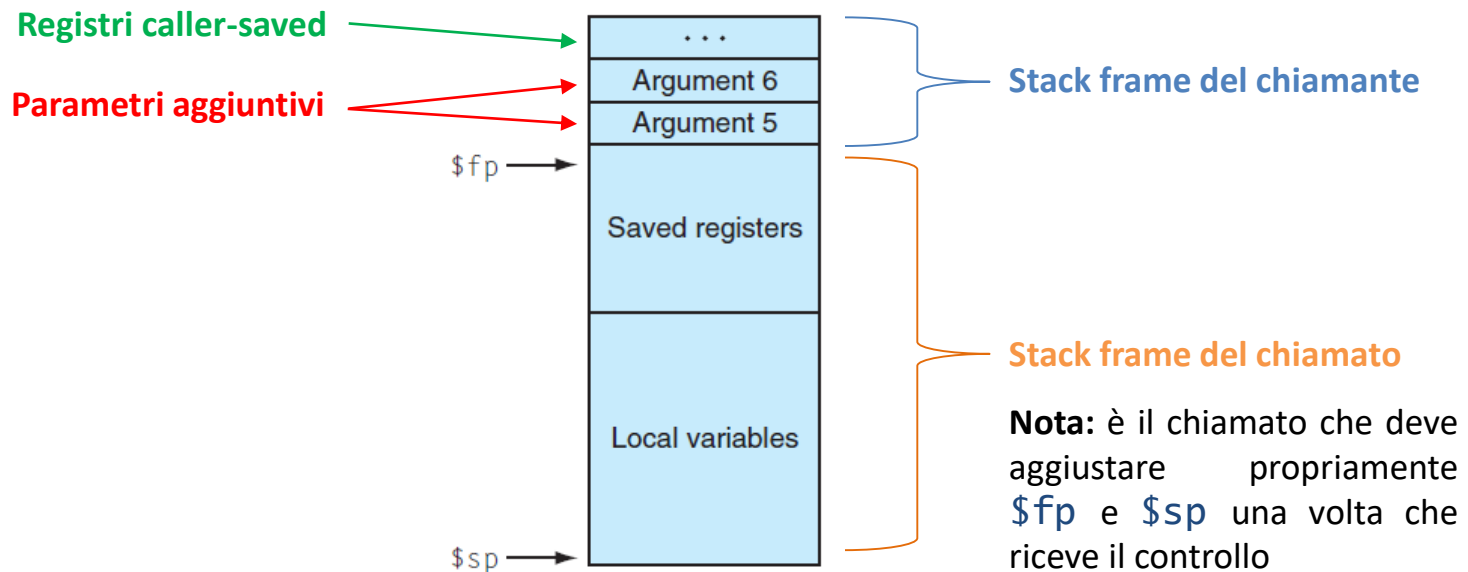 Registri caller-saved
Parametri aggiuntivi
. . .
Argument 6
Argument 5
$fp
Saved registers
Local variables
$sp
Stack frame del chiamante
Stack frame del chiamato
Nota: è il chiamato che deve
aggiustare propriamente
$fp e $sp una volta che
riceve il controllo